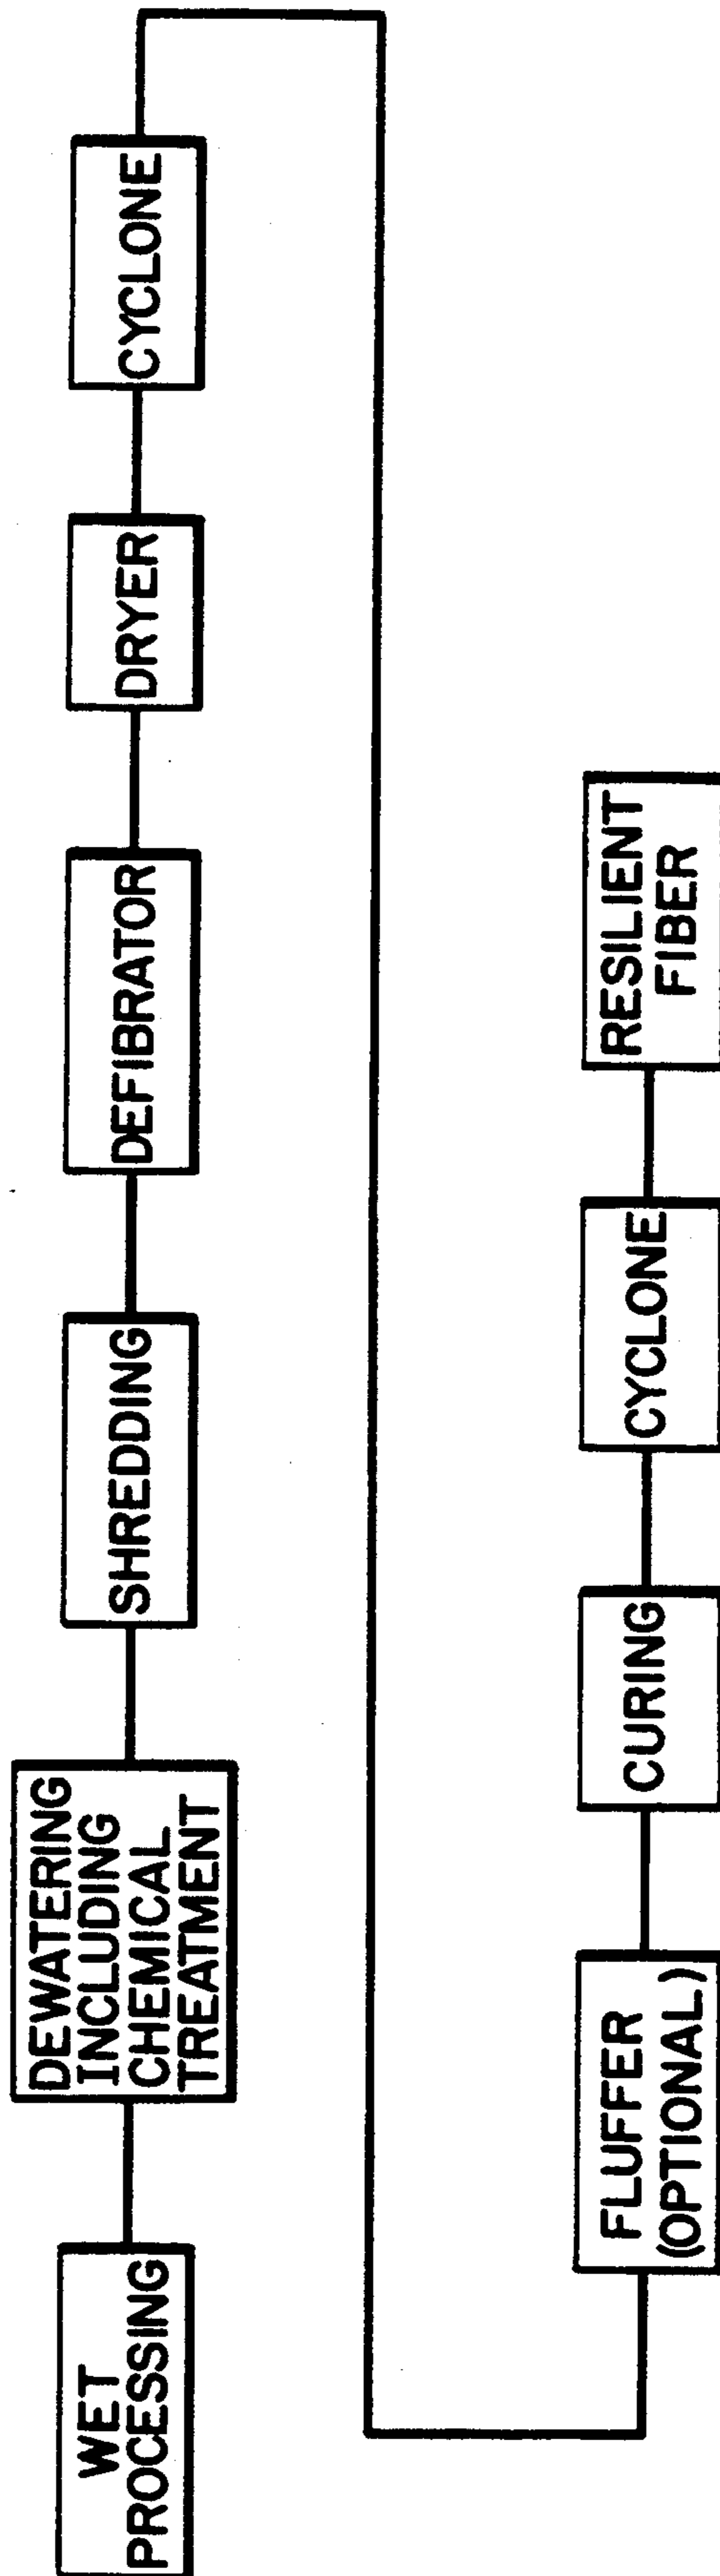 WET
PROCESSING
DEWATERING
INCLUDING
CHEMICAL
TREATMENT
SHREDDING
DEFIBRATOR
DRYER
CYCLONE
FLUFFER
(OPTIONAL)
CURING
CYCLONE
RESILIENT
FIBER